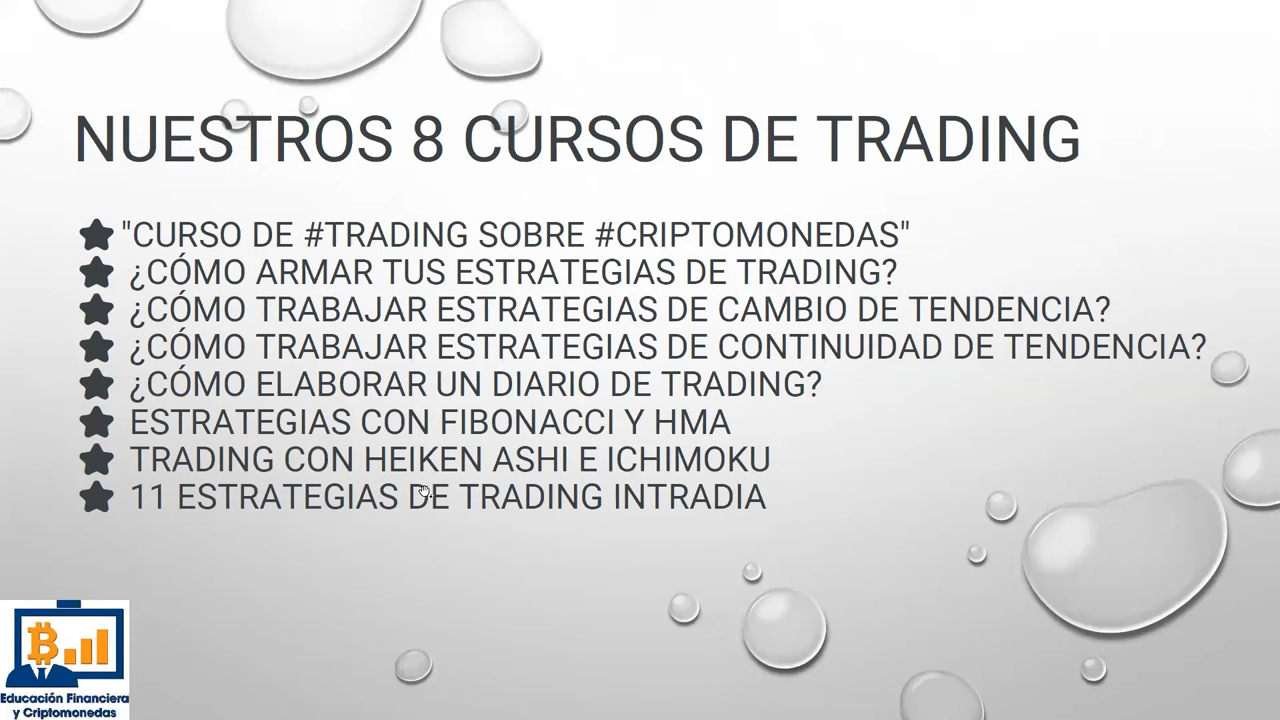 NUESTROS 8 CURSOS DE TRADING
"CURSO DE #TRADING SOBRE #CRIPTOMONEDAS"
¿CÓMO ARMAR TUS ESTRATEGIAS DE TRADING?
¿CÓMO TRABAJAR ESTRATEGIAS DE CAMBIO DE TENDENCIA?
¿CÓMO TRABAJAR ESTRATEGIAS DE CONTINUIDAD DE TENDENCIA?
¿CÓMO ELABORAR UN DIARIO DE TRADING?
ESTRATEGIAS CON FIBONACCI Y HMA
TRADING CON HEIKEN ASHI E ICHIMOKU
11 ESTRATEGIAS DE TRADING INTRADIA
Educación Financiera
y Criptomonedas